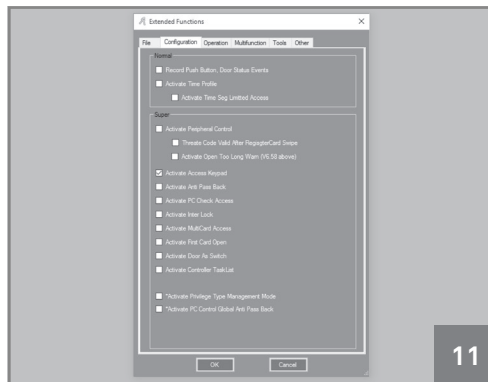 Extended Functions
File Configuration Operation Multifunction Tools Other
Normal
Record Push Button, Door Status Events
Activate Time Profile
Activate Time Seg Limitted Access
Super
Activate Peripheral Control
Threate Code Valid After RegsgterCard Swipe
Activate Open Too Long Warn (V6.58 above)
Activate Access Keypad
Activate Anti Pass Back
Activate PC Check Access
Activate Inter Lock
Activate MultiCard Access
Activate First Card Open
Activate Door As Switch
Activate Controller TaskList
*Activate Privilege Type Management Mode
*Activate PC Control Global Anti Pass Back
OK Cancel
11